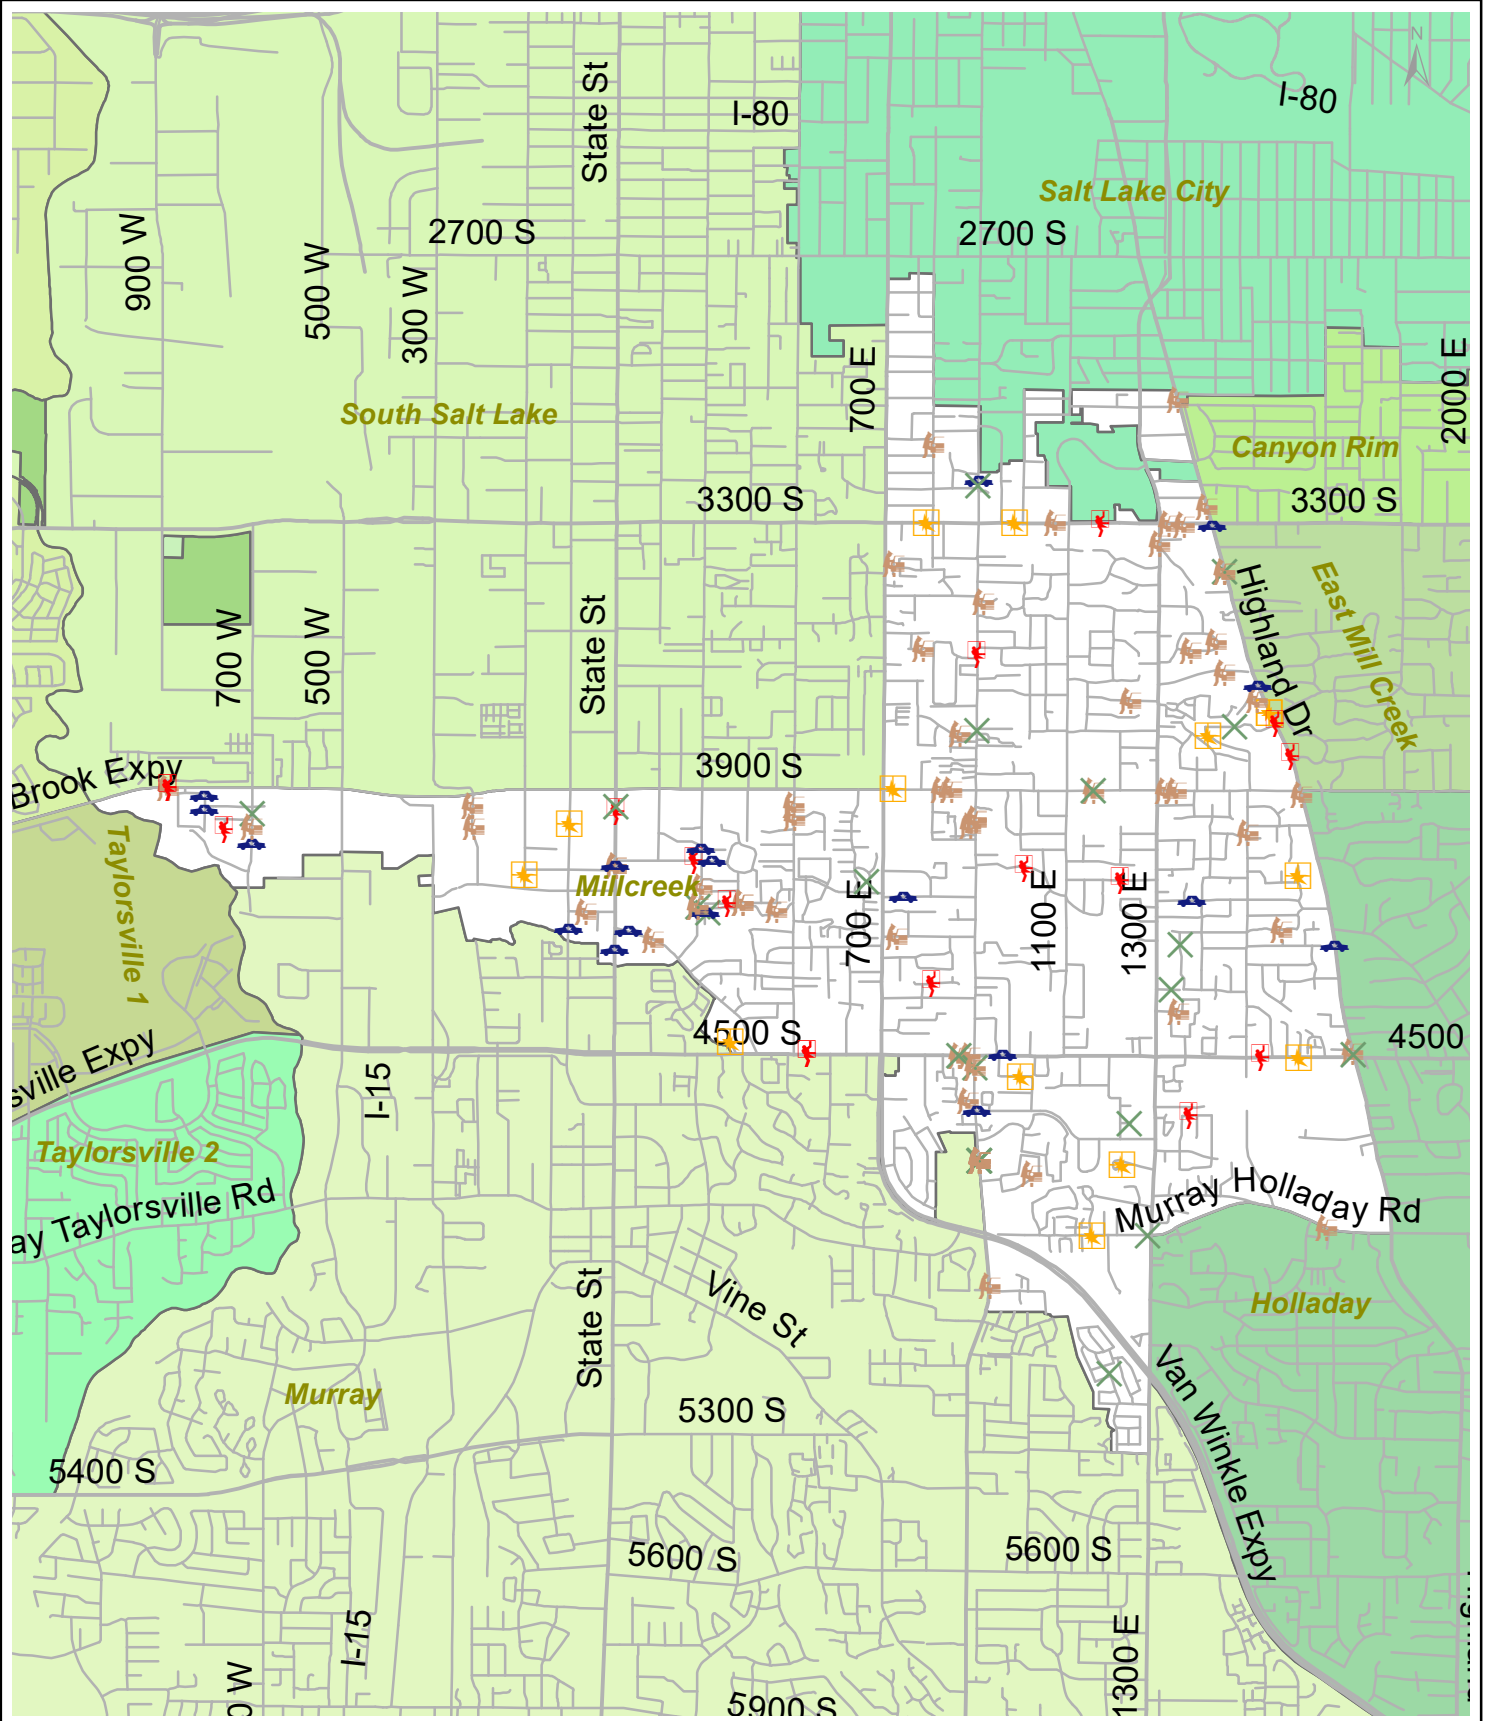 N
I-80
I-80
State St
Salt Lake City
900 W
2700 S
2700 S
500 W
300 W
700 E
2000 E
South Salt Lake
Canyon Rim
3300 S
3300 S
Highland Dr
East Mill Creek
700 W
500 W
State St
3900 S
Brook Expy
Taylorsville 1
Millcreek
700 E
1100 E
1300 E
4500 S
4500
sville Expy
I-15
Taylorsville 2
ay Taylorsville Rd
Murray Holladay Rd
State St
Vine St
Holladay
Murray
5300 S
Van Winkle Expy
5400 S
5600 S
5600 S
I-15
1300 E
0 W
5900 S